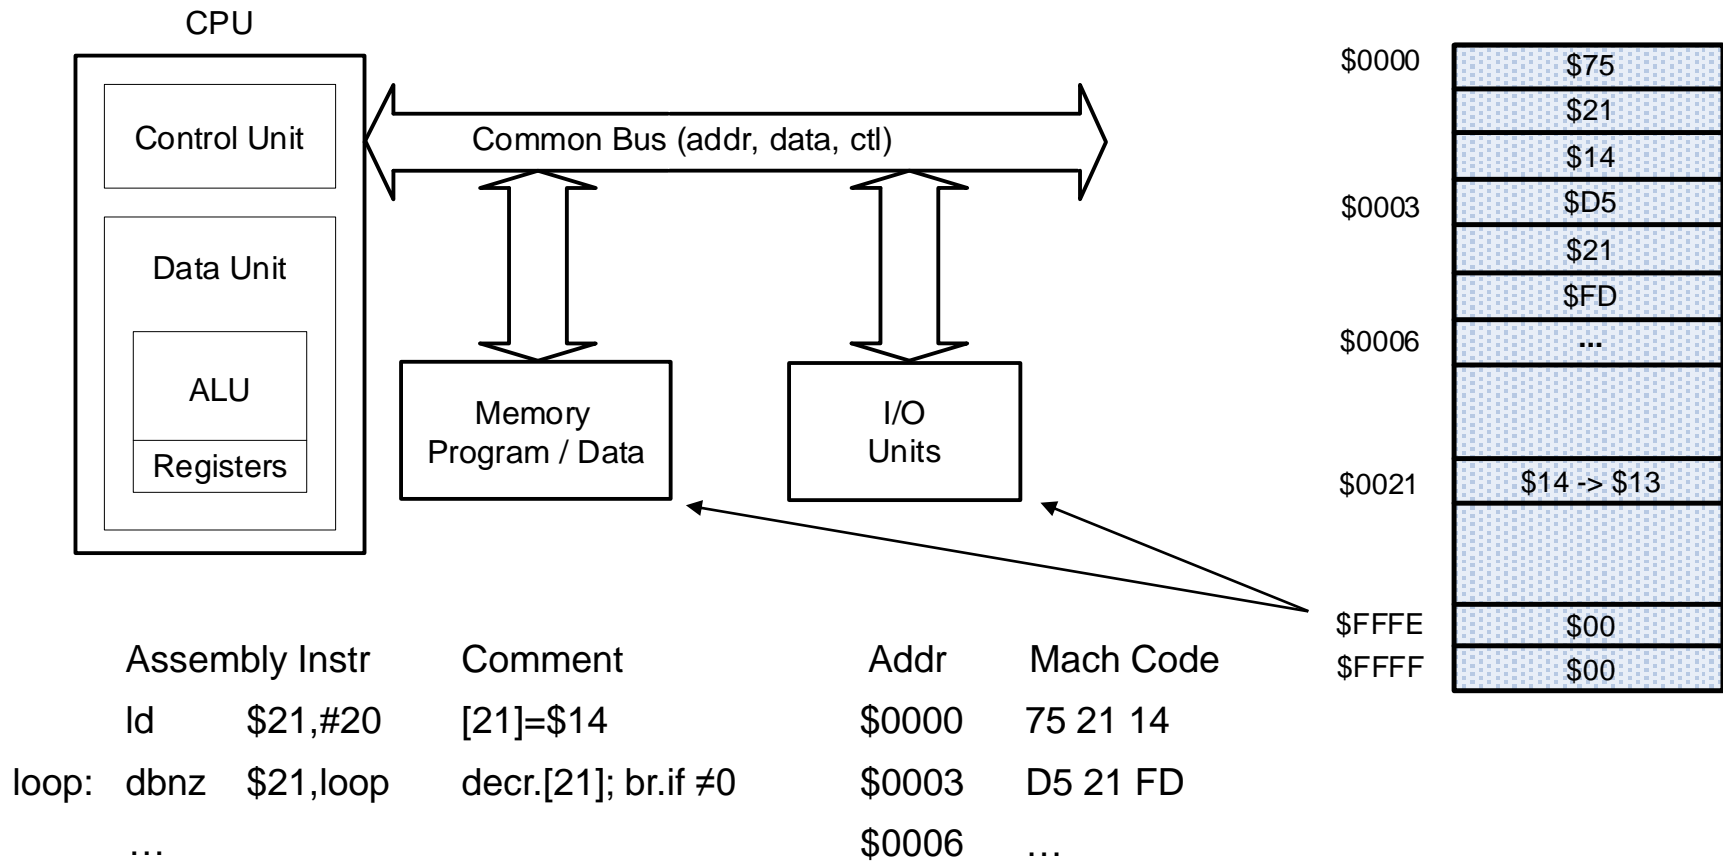 CPU
Control Unit
Data Unit
ALU
Registers
Common Bus (addr, data, ctl)
Memory
Program / Data
I/O
Units
$0000 $75
$21
$14
$0003 $D5
$21
$FD
$0006 ...
$0021 $14 -> $13
$FFFE $00
$FFFF $00
Assembly Instr Comment Addr Mach Code
ld $21,#20 [21]=$14 $0000 75 21 14
loop: dbnz $21,loop decr.[21]; br.if ≠0 $0003 D5 21 FD
… $0006 …